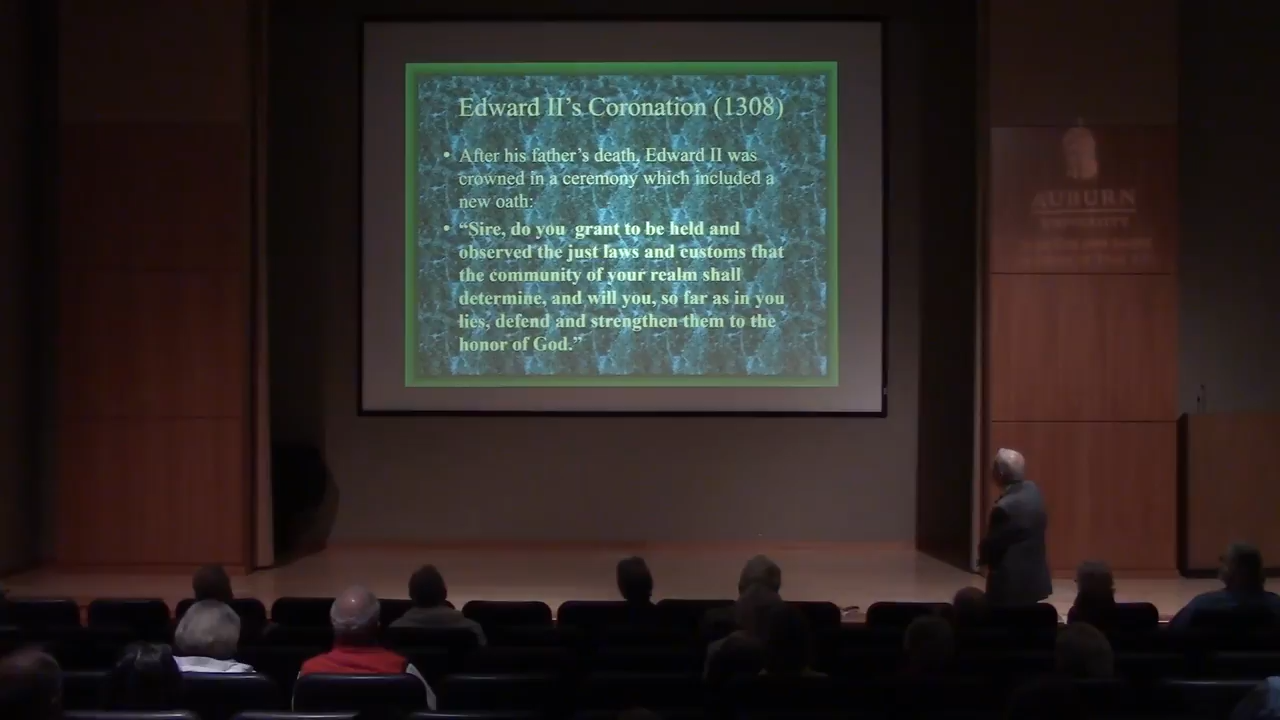 Edward II's Coronation (1308)
• After his father's death, Edward II was
crowned in a ceremony which included a
new oath:
• “Sire, do you grant to be held and
observed the just laws and customs that
the community of your realm shall
determine, and will you, so far as in you
lies, defend and strengthen them to the
honor of God.”
AUBURN
UNIVERSITY